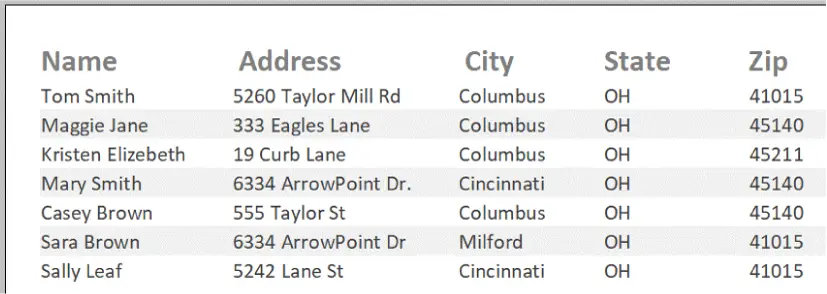 Name Address City State Zip
Tom Smith 5260 Taylor Mill Rd Columbus OH 41015
Maggie Jane 333 Eagles Lane Columbus OH 45140
Kristen Elizebeth 19 Curb Lane Columbus OH 45211
Mary Smith 6334 ArrowPoint Dr. Cincinnati OH 45140
Casey Brown 555 Taylor St Columbus OH 45140
Sara Brown 6334 ArrowPoint Dr Milford OH 41015
Sally Leaf 5242 Lane St Cincinnati OH 41015